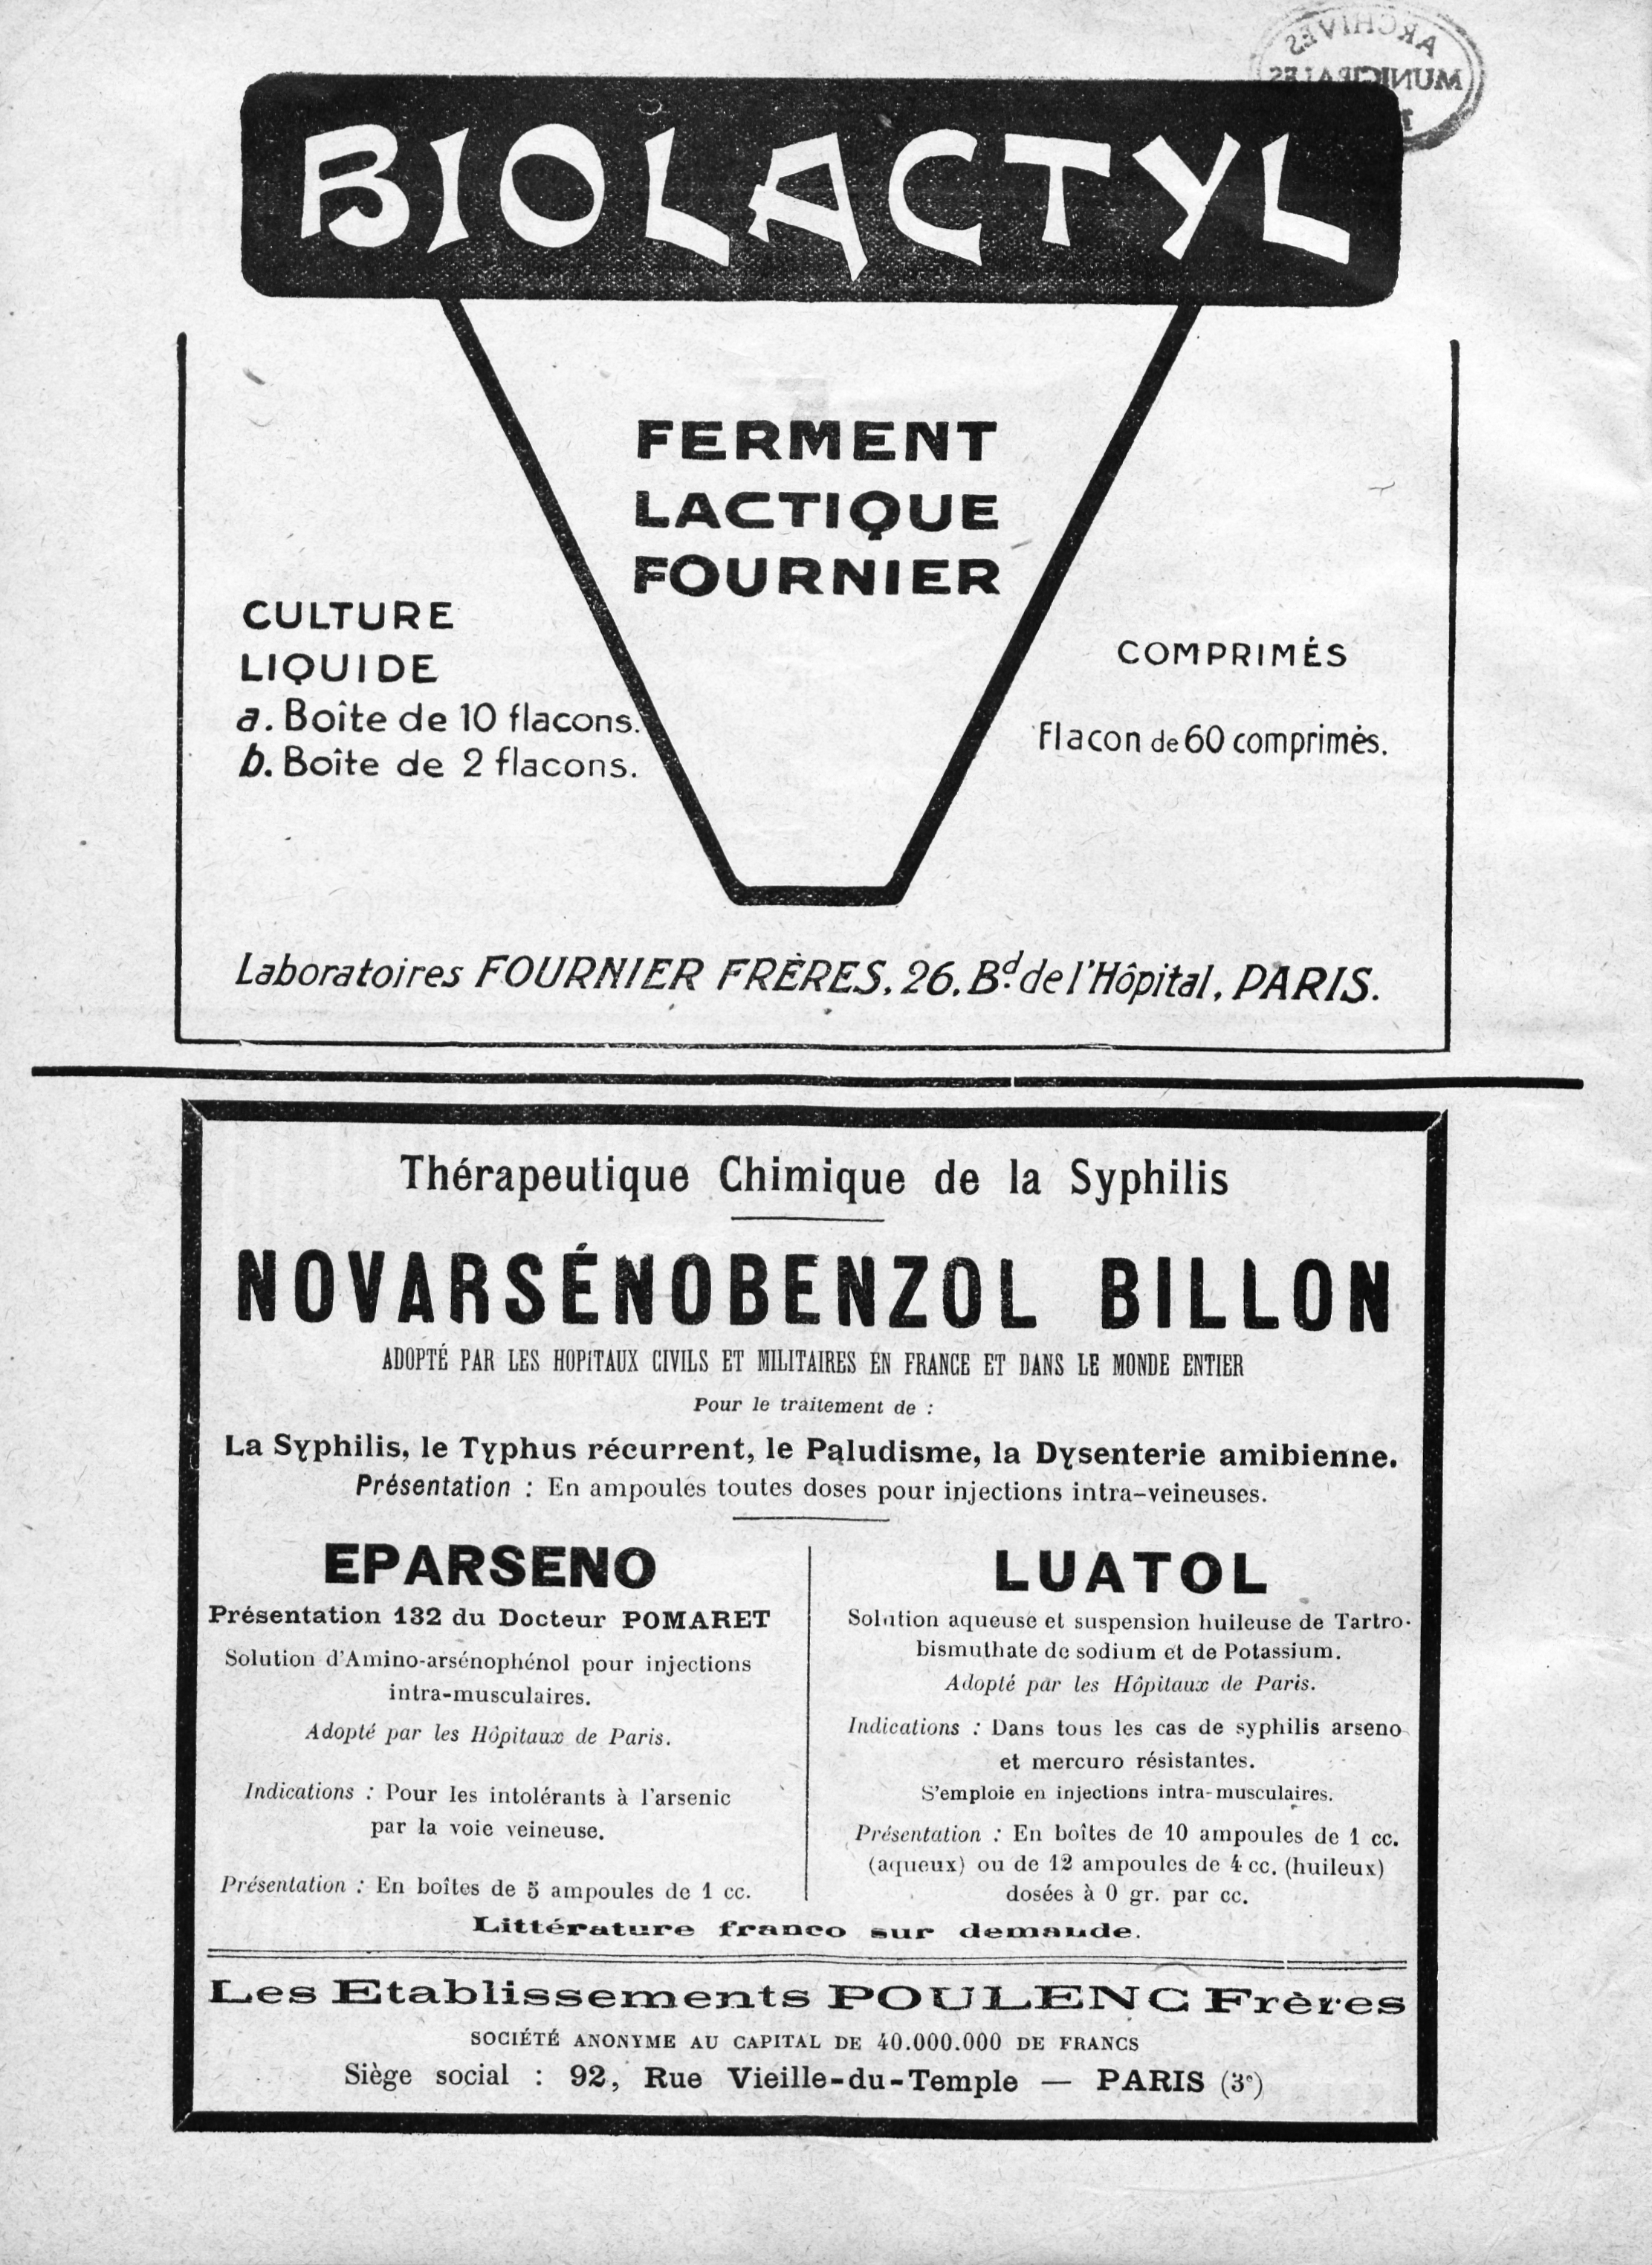 ARCHIVES
MUNICIPALES
BIOLACTYL
FERMENT
LACTIQUE
FOURNIER
CULTURE
LIQUIDE
a. Boîte de 10 flacons.
b. Boîte de 2 flacons.
COMPRIMÉS
Flacon de 60 comprimés.
Laboratoires FOURNIER FRÈRES, 26, Bd de l'Hôpital, PARIS.
Thérapeutique Chimique de la Syphilis
NOVARSÉNOBENZOL BILLON
ADOPTÉ PAR LES HOPITAUX CIVILS ET MILITAIRES EN FRANCE ET DANS LE MONDE ENTIER
Pour le traitement de :
La Syphilis, le Typhus récurrent, le Paludisme, la Dysenterie amibienne.
Présentation : En ampoules toutes doses pour injections intra-veineuses.
EPARSENO
Présentation 132 du Docteur POMARET
Solution d'Amino-arsénophénol pour injections
intra-musculaires.
Adopté par les Hôpitaux de Paris.
Indications : Pour les intolérants à l'arsenic
par la voie veineuse.
Présentation : En boîtes de 5 ampoules de 1 cc.
LUATOL
Solution aqueuse et suspension huileuse de Tartro-
bismuthate de sodium et de Potassium.
Adopté par les Hôpitaux de Paris.
Indications : Dans tous les cas de syphilis arseno
et mercuro résistantes.
S'emploie en injections intra-musculaires.
Présentation : En boîtes de 10 ampoules de 1 cc.
(aqueux) ou de 12 ampoules de 4 cc. (huileux)
dosées à 0 gr. par cc.
Littérature franco sur demande.
Les Etablissements POULENC Frères
SOCIÉTÉ ANONYME AU CAPITAL DE 40.000.000 DE FRANCS
Siège social : 92, Rue Vieille-du-Temple — PARIS (3e)